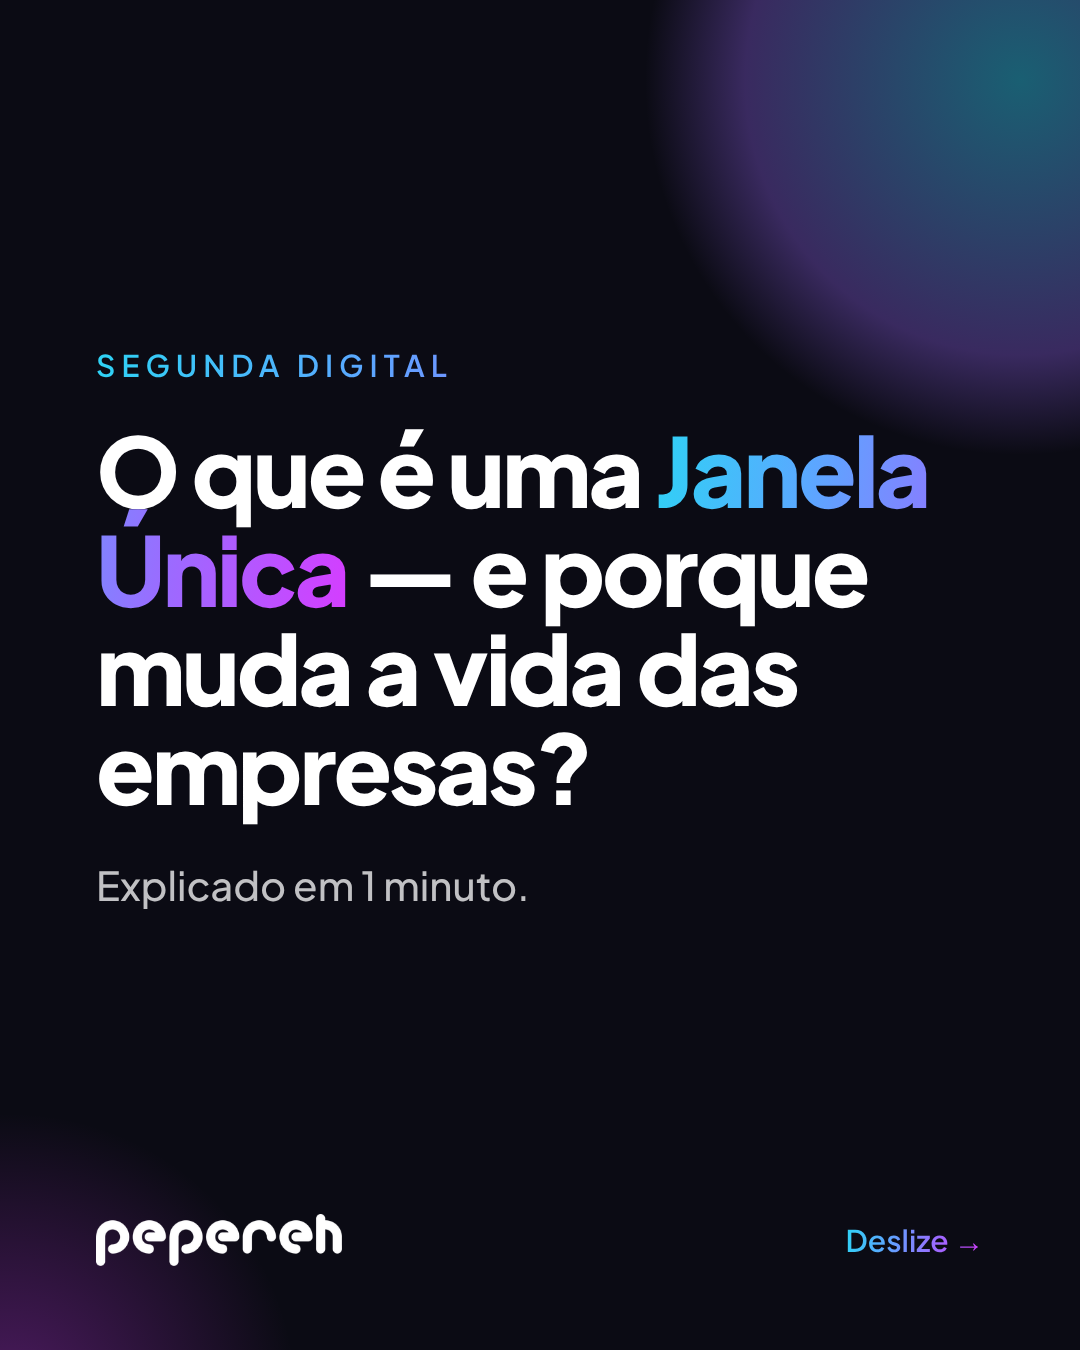 SEGUNDA DIGITAL
O que é uma Janela
Única — e porque
muda a vida das
empresas?
Explicado em 1 minuto.
pepereh
Deslize →